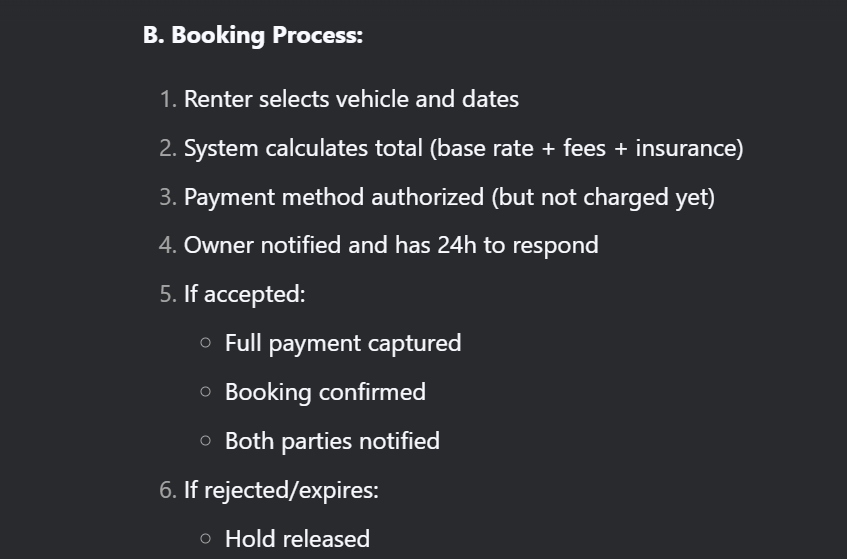 B. Booking Process:
1. Renter selects vehicle and dates
2. System calculates total (base rate + fees + insurance)
3. Payment method authorized (but not charged yet)
4. Owner notified and has 24h to respond
5. If accepted:
○ Full payment captured
○ Booking confirmed
○ Both parties notified
6. If rejected/expires:
○ Hold released